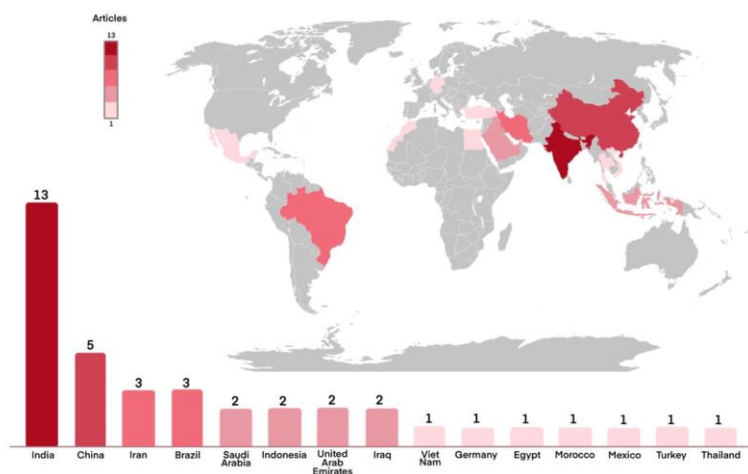 Articles
13
1
13
5
3
3
2
2
2
2
1
1
1
1
1
1
1
India
China
Iran
Brazil
Saudi
Arabia
Indonesia
United
Arab
Emirates
Iraq
Viet
Nam
Germany
Egypt
Morocco
Mexico
Turkey
Thailand